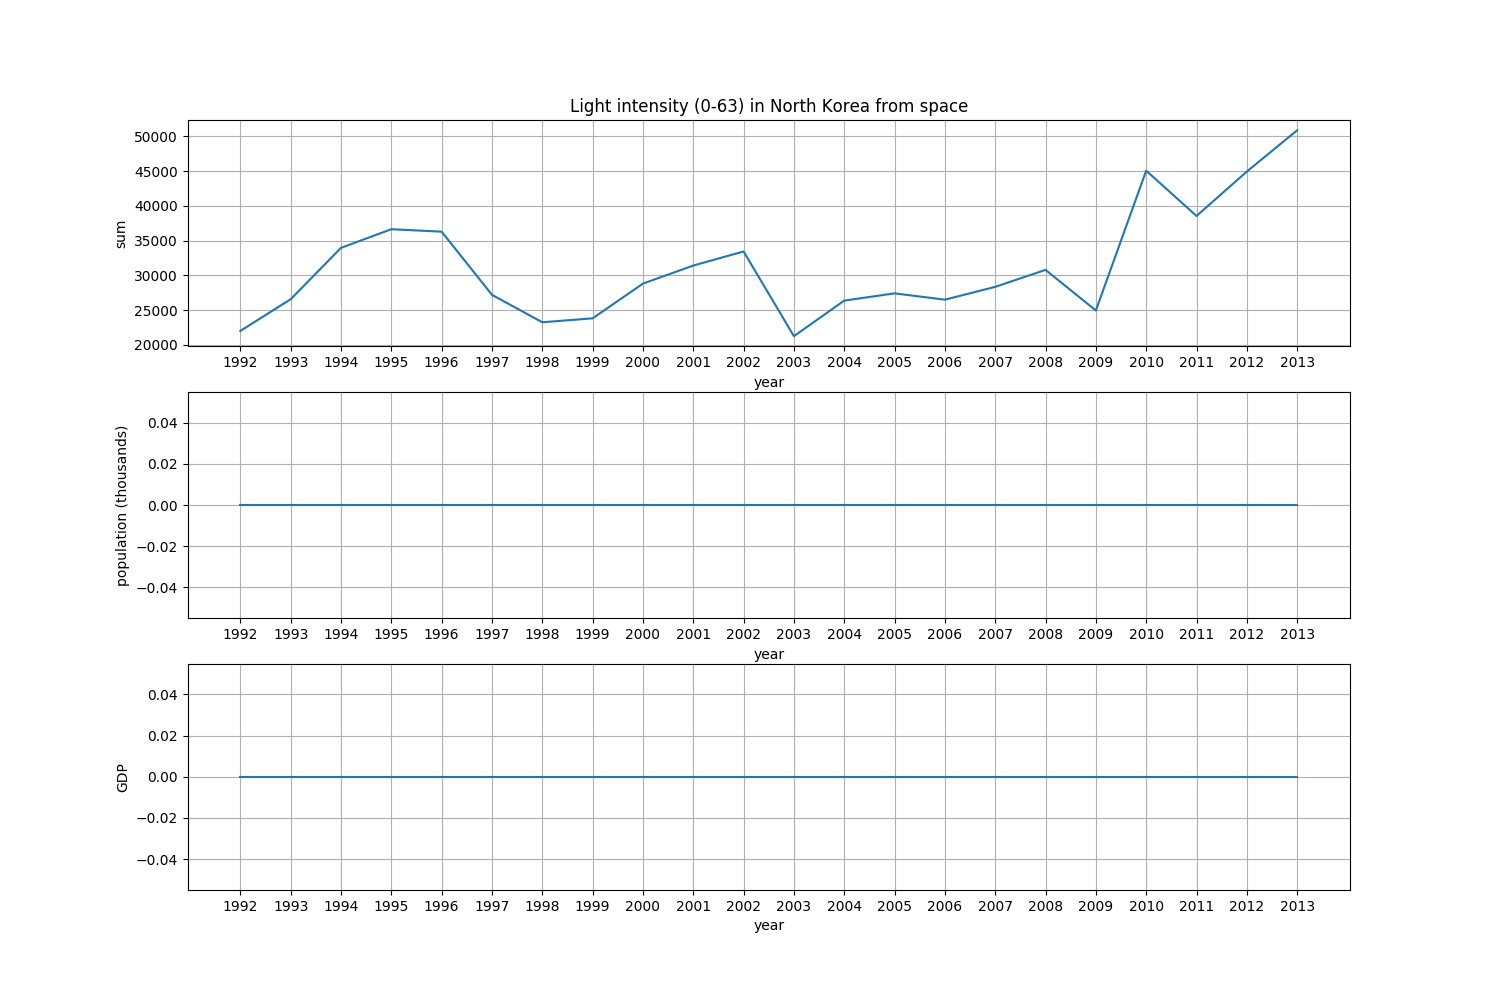 Light intensity (0-63) in North Korea from space
50000
45000
40000
35000
30000
25000
20000
sum
1992 1993 1994 1995 1996 1997 1998 1999 2000 2001 2002 2003 2004 2005 2006 2007 2008 2009 2010 2011 2012 2013
year
0.04
0.02
0.00
−0.02
−0.04
population (thousands)
1992 1993 1994 1995 1996 1997 1998 1999 2000 2001 2002 2003 2004 2005 2006 2007 2008 2009 2010 2011 2012 2013
year
0.04
0.02
0.00
−0.02
−0.04
GDP
1992 1993 1994 1995 1996 1997 1998 1999 2000 2001 2002 2003 2004 2005 2006 2007 2008 2009 2010 2011 2012 2013
year